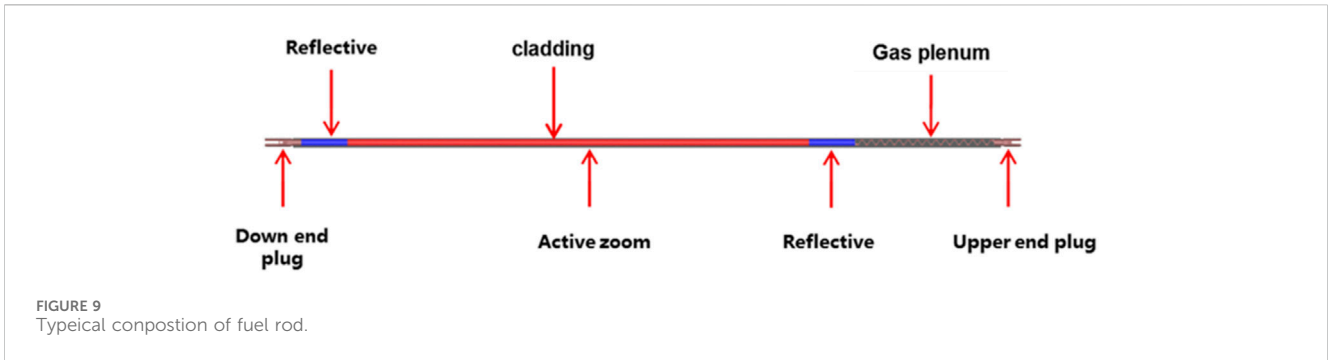 Reflective
cladding
Gas plenum
Down end
plug
Active zoom
Reflective
Upper end plug
FIGURE 9
Typeical conpostion of fuel rod.